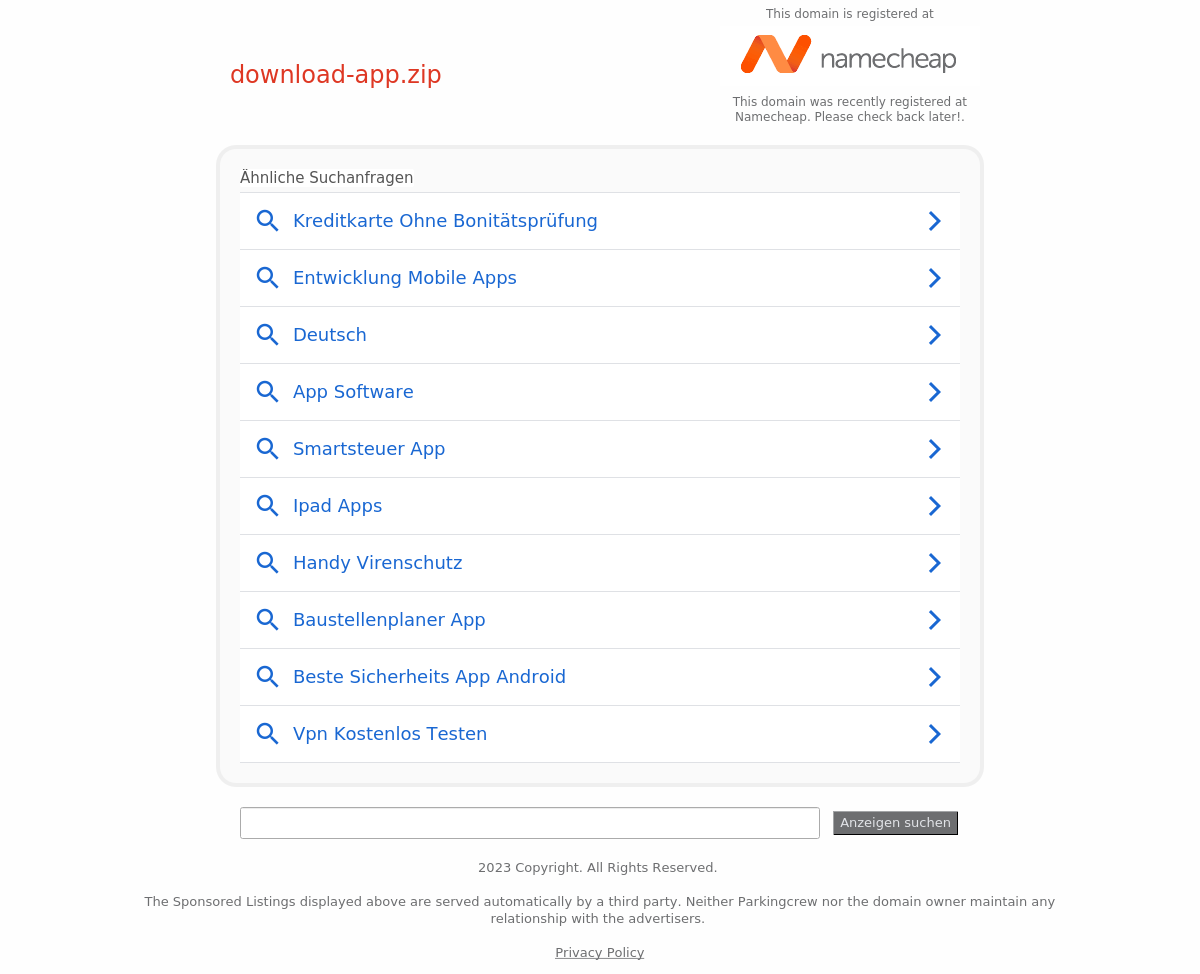 This domain is registered at
namecheap
download-app.zip
This domain was recently registered at
Namecheap. Please check back later!.
Ähnliche Suchanfragen
Kreditkarte Ohne Bonitätsprüfung
Entwicklung Mobile Apps
Deutsch
App Software
Smartsteuer App
Ipad Apps
Handy Virenschutz
Baustellenplaner App
Beste Sicherheits App Android
Vpn Kostenlos Testen
Anzeigen suchen
2023 Copyright. All Rights Reserved.
The Sponsored Listings displayed above are served automatically by a third party. Neither Parkingcrew nor the domain owner maintain any
relationship with the advertisers.
Privacy Policy